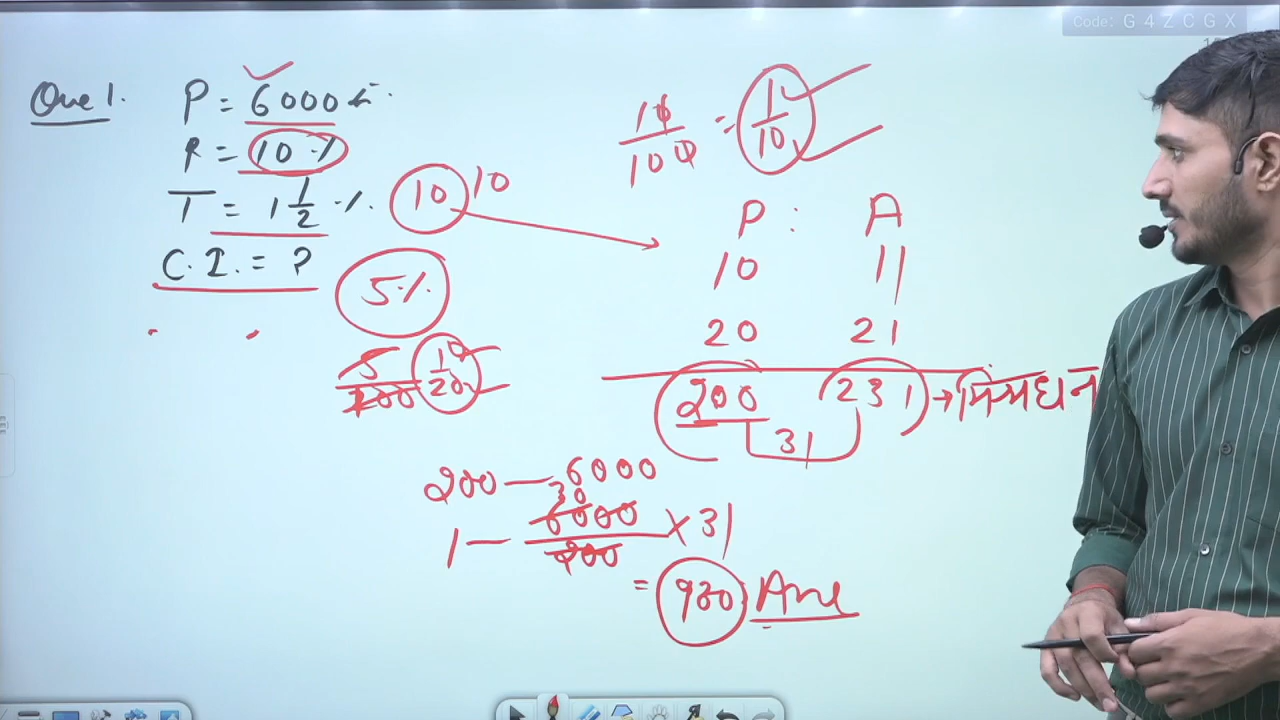 Code: G 4 Z C G X
Que 1.
P = 6000 ₹.
R = 10 %
T = 1 1/2 %.
C.I. = ?
10 10
5 %
5/100 1/20
10/100 = 1/10
P : A
10 11
20 21
200 231 → मिश्रधन
31
200 — 6000
30
1 — 6000/200 × 31
= 930 Ans